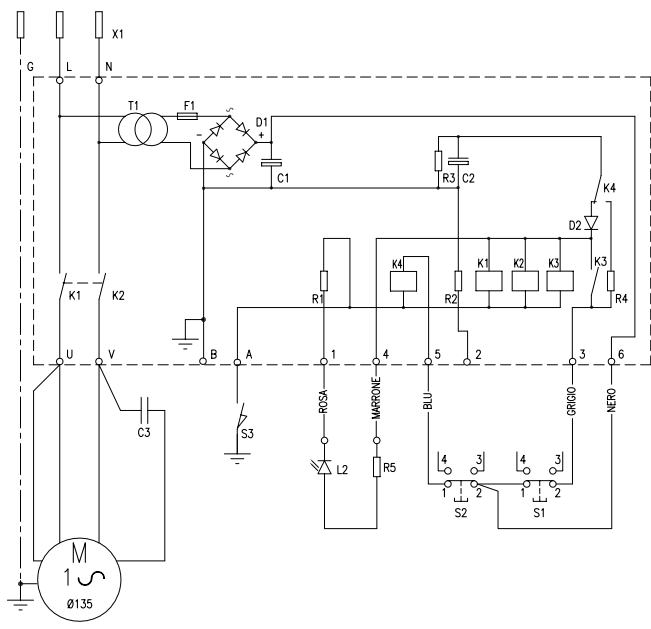 X1
G L N
T1 F1 D1
~
- +
~
C1
R3 C2
K4
D2
K4 K1 K2 K3 K3
R1 R2 R4
K1 K2
U V B A 1 4 5 2 3 6
ROSA MARRONE BLU GRIGIO NERO
C3 S3
L2 R5
4 3 4 3
1 2 1 2
S2 S1
M
1 ~
Ø135